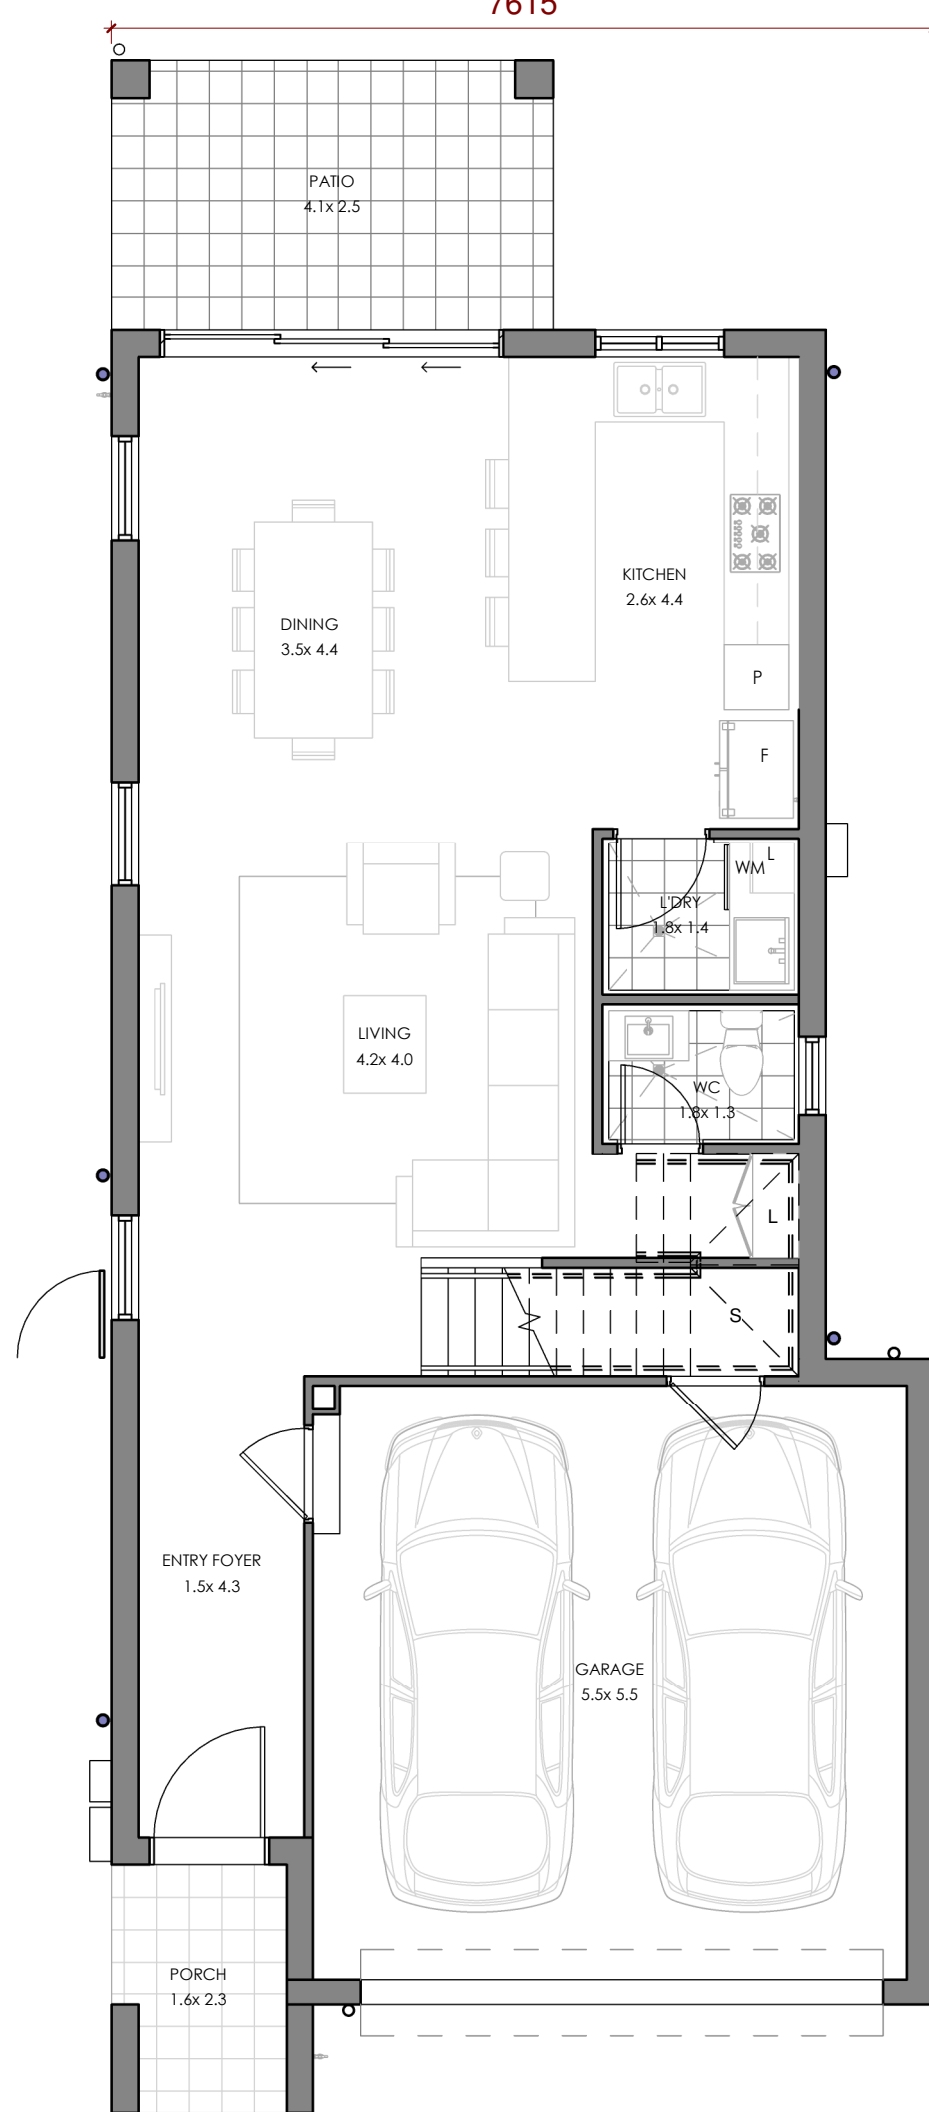 7615
PATIO
4.1x 2.5
KITCHEN
2.6x 4.4
DINING
3.5x 4.4
P
F
L
WM
L'DRY
1.8x 1.4
LIVING
4.2x 4.0
WC
1.8x 1.3
L
S
ENTRY FOYER
1.5x 4.3
GARAGE
5.5x 5.5
PORCH
1.6x 2.3